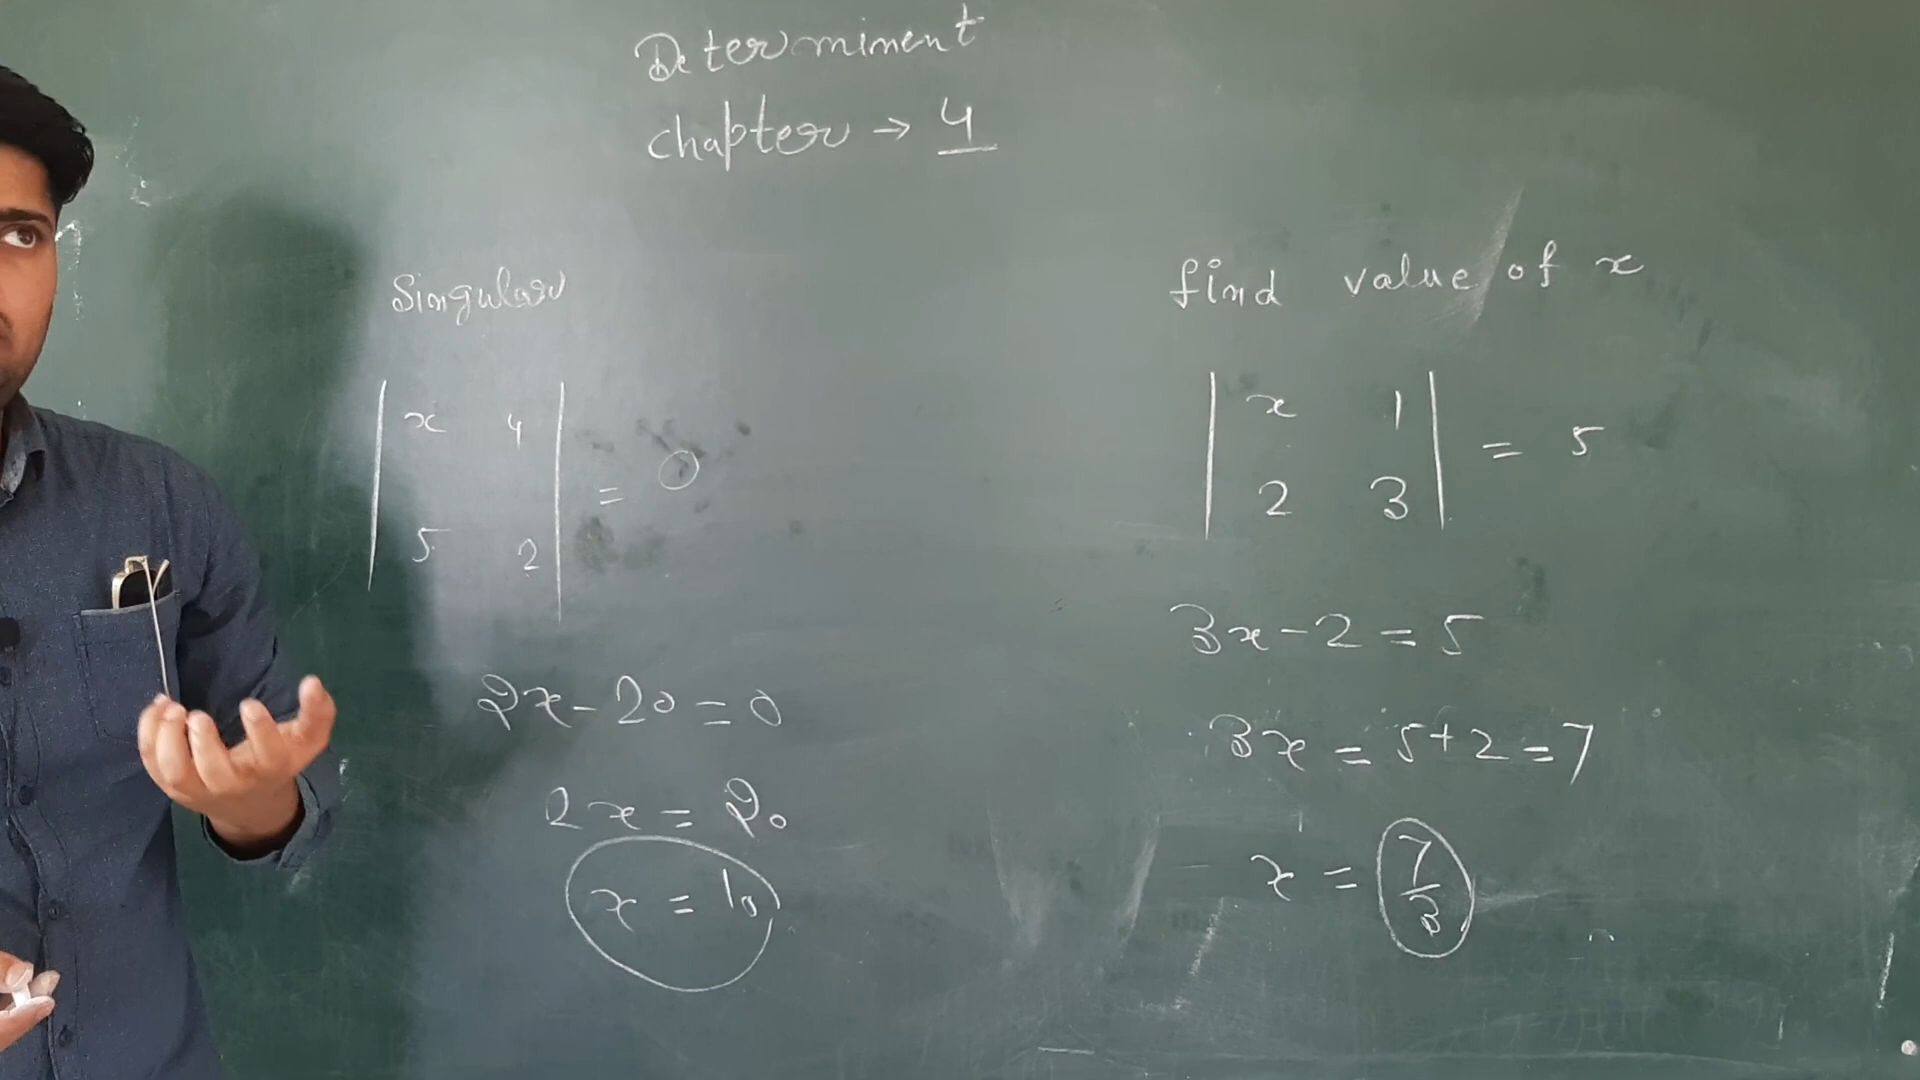 Determinent
chapter → 4
Singular
| x 4 |
| 5 2 | = 0
2x - 20 = 0
2x = 20
x = 10
find value of x
| x 1 |
| 2 3 | = 5
3x - 2 = 5
3x = 5 + 2 = 7
x = 7/3